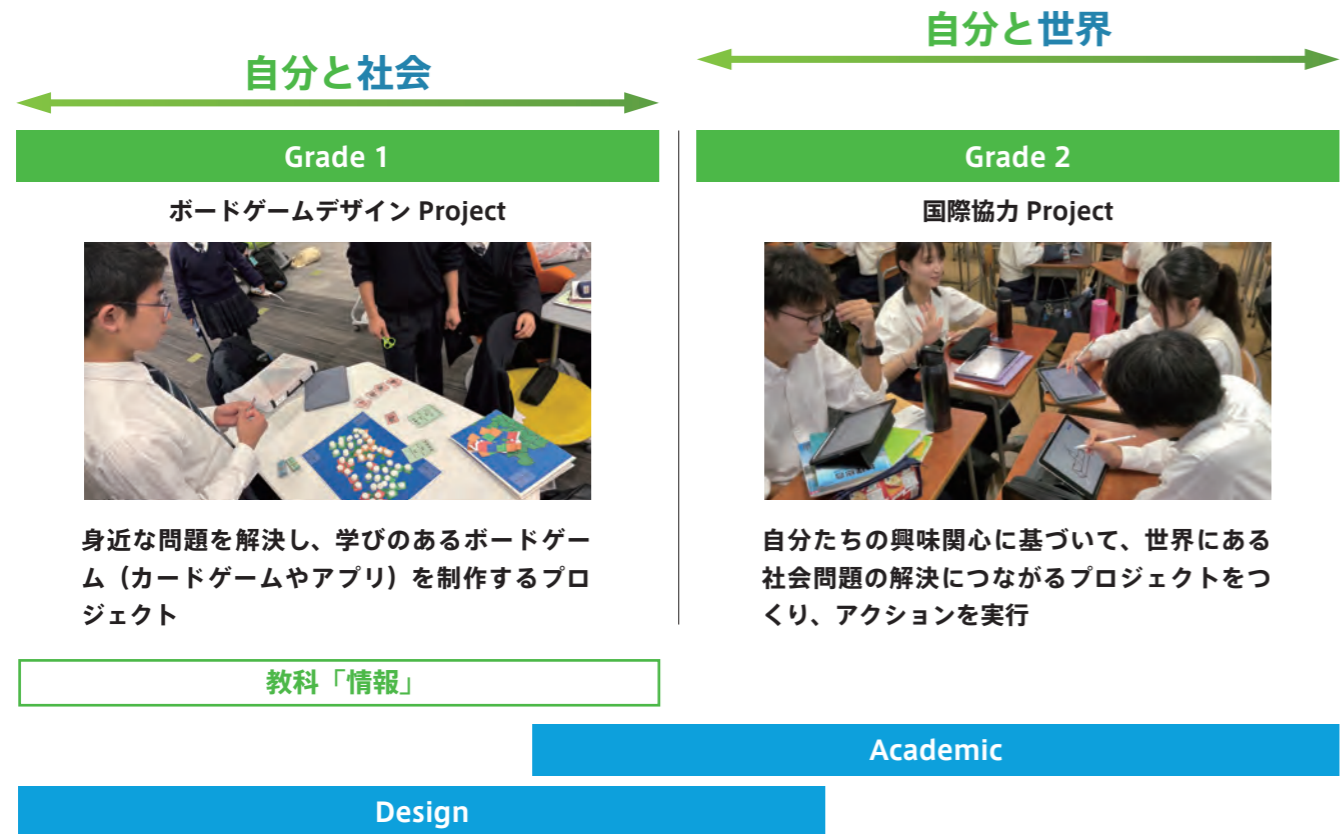 自分と社会
自分と世界
Grade 1
ボードゲームデザイン Project
身近な問題を解決し、学びのあるボードゲー
ム（カードゲームやアプリ）を制作するプロ
ジェクト
Grade 2
国際協力 Project
自分たちの興味関心に基づいて、世界にある
社会問題の解決につながるプロジェクトをつ
くり、アクションを実行
教科「情報」
Academic
Design